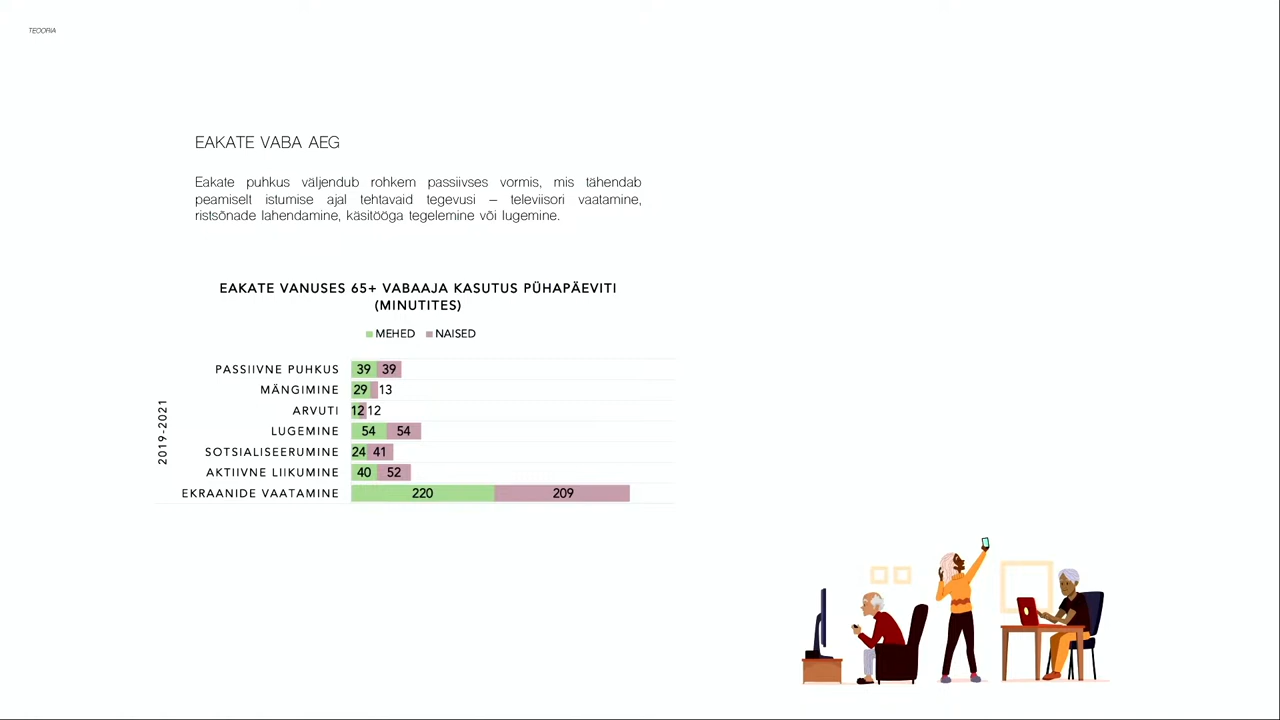 TEOORIA
EAKATE VABA AEG
Eakate puhkus väljendub rohkem passiivses vormis, mis tähendab
peamiselt istumise ajal tehtavaid tegevusi – televiisori vaatamine,
ristsõnade lahendamine, käsitööga tegelemine või lugemine.
EAKATE VANUSES 65+ VABAAJA KASUTUS PÜHAPÄEVITI
(MINUTITES)
MEHED NAISED
PASSIIVNE PUHKUS 39 39
MÄNGIMINE 29 13
ARVUTI 12 12
LUGEMINE 54 54
SOTSIALISEERUMINE 24 41
AKTIIVNE LIIKUMINE 40 52
EKRAANIDE VAATAMINE 220 209
2019-2021